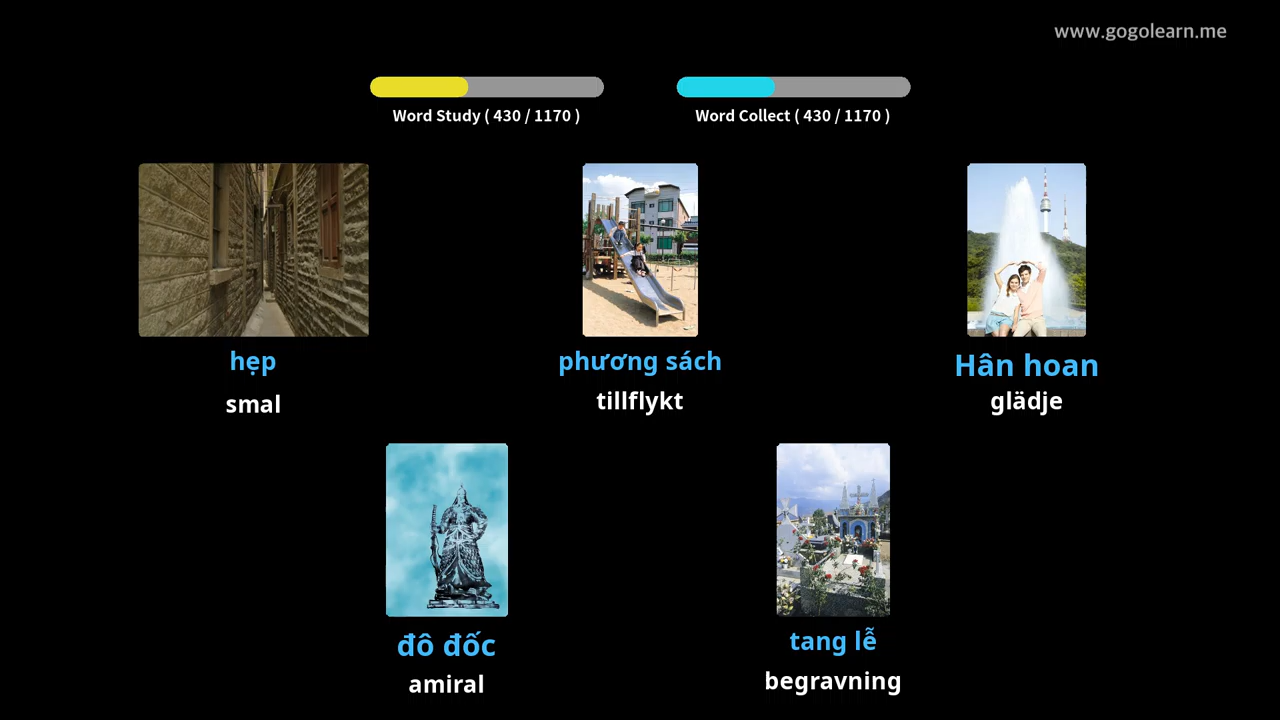 www.gogolearn.me
Word Study ( 430 / 1170 )
Word Collect ( 430 / 1170 )
hẹp
smal
phương sách
tillflykt
Hân hoan
glädje
đô đốc
amiral
tang lễ
begravning